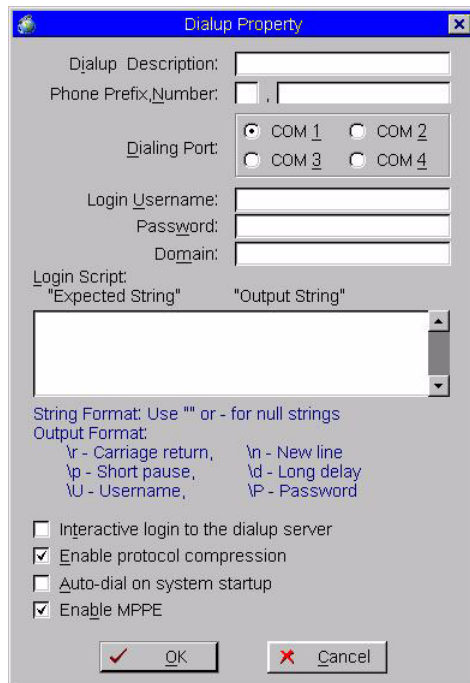 Dialup Property
Dialup Description:
Phone Prefix,Number: ,
Dialing Port: COM 1 COM 2
COM 3 COM 4
Login Username:
Password:
Domain:
Login Script:
"Expected String" "Output String"
String Format: Use "" or - for null strings
Output Format:
\r - Carriage return, \n - New line
\p - Short pause, \d - Long delay
\U - Username, \P - Password
Interactive login to the dialup server
Enable protocol compression
Auto-dial on system startup
Enable MPPE
OK Cancel